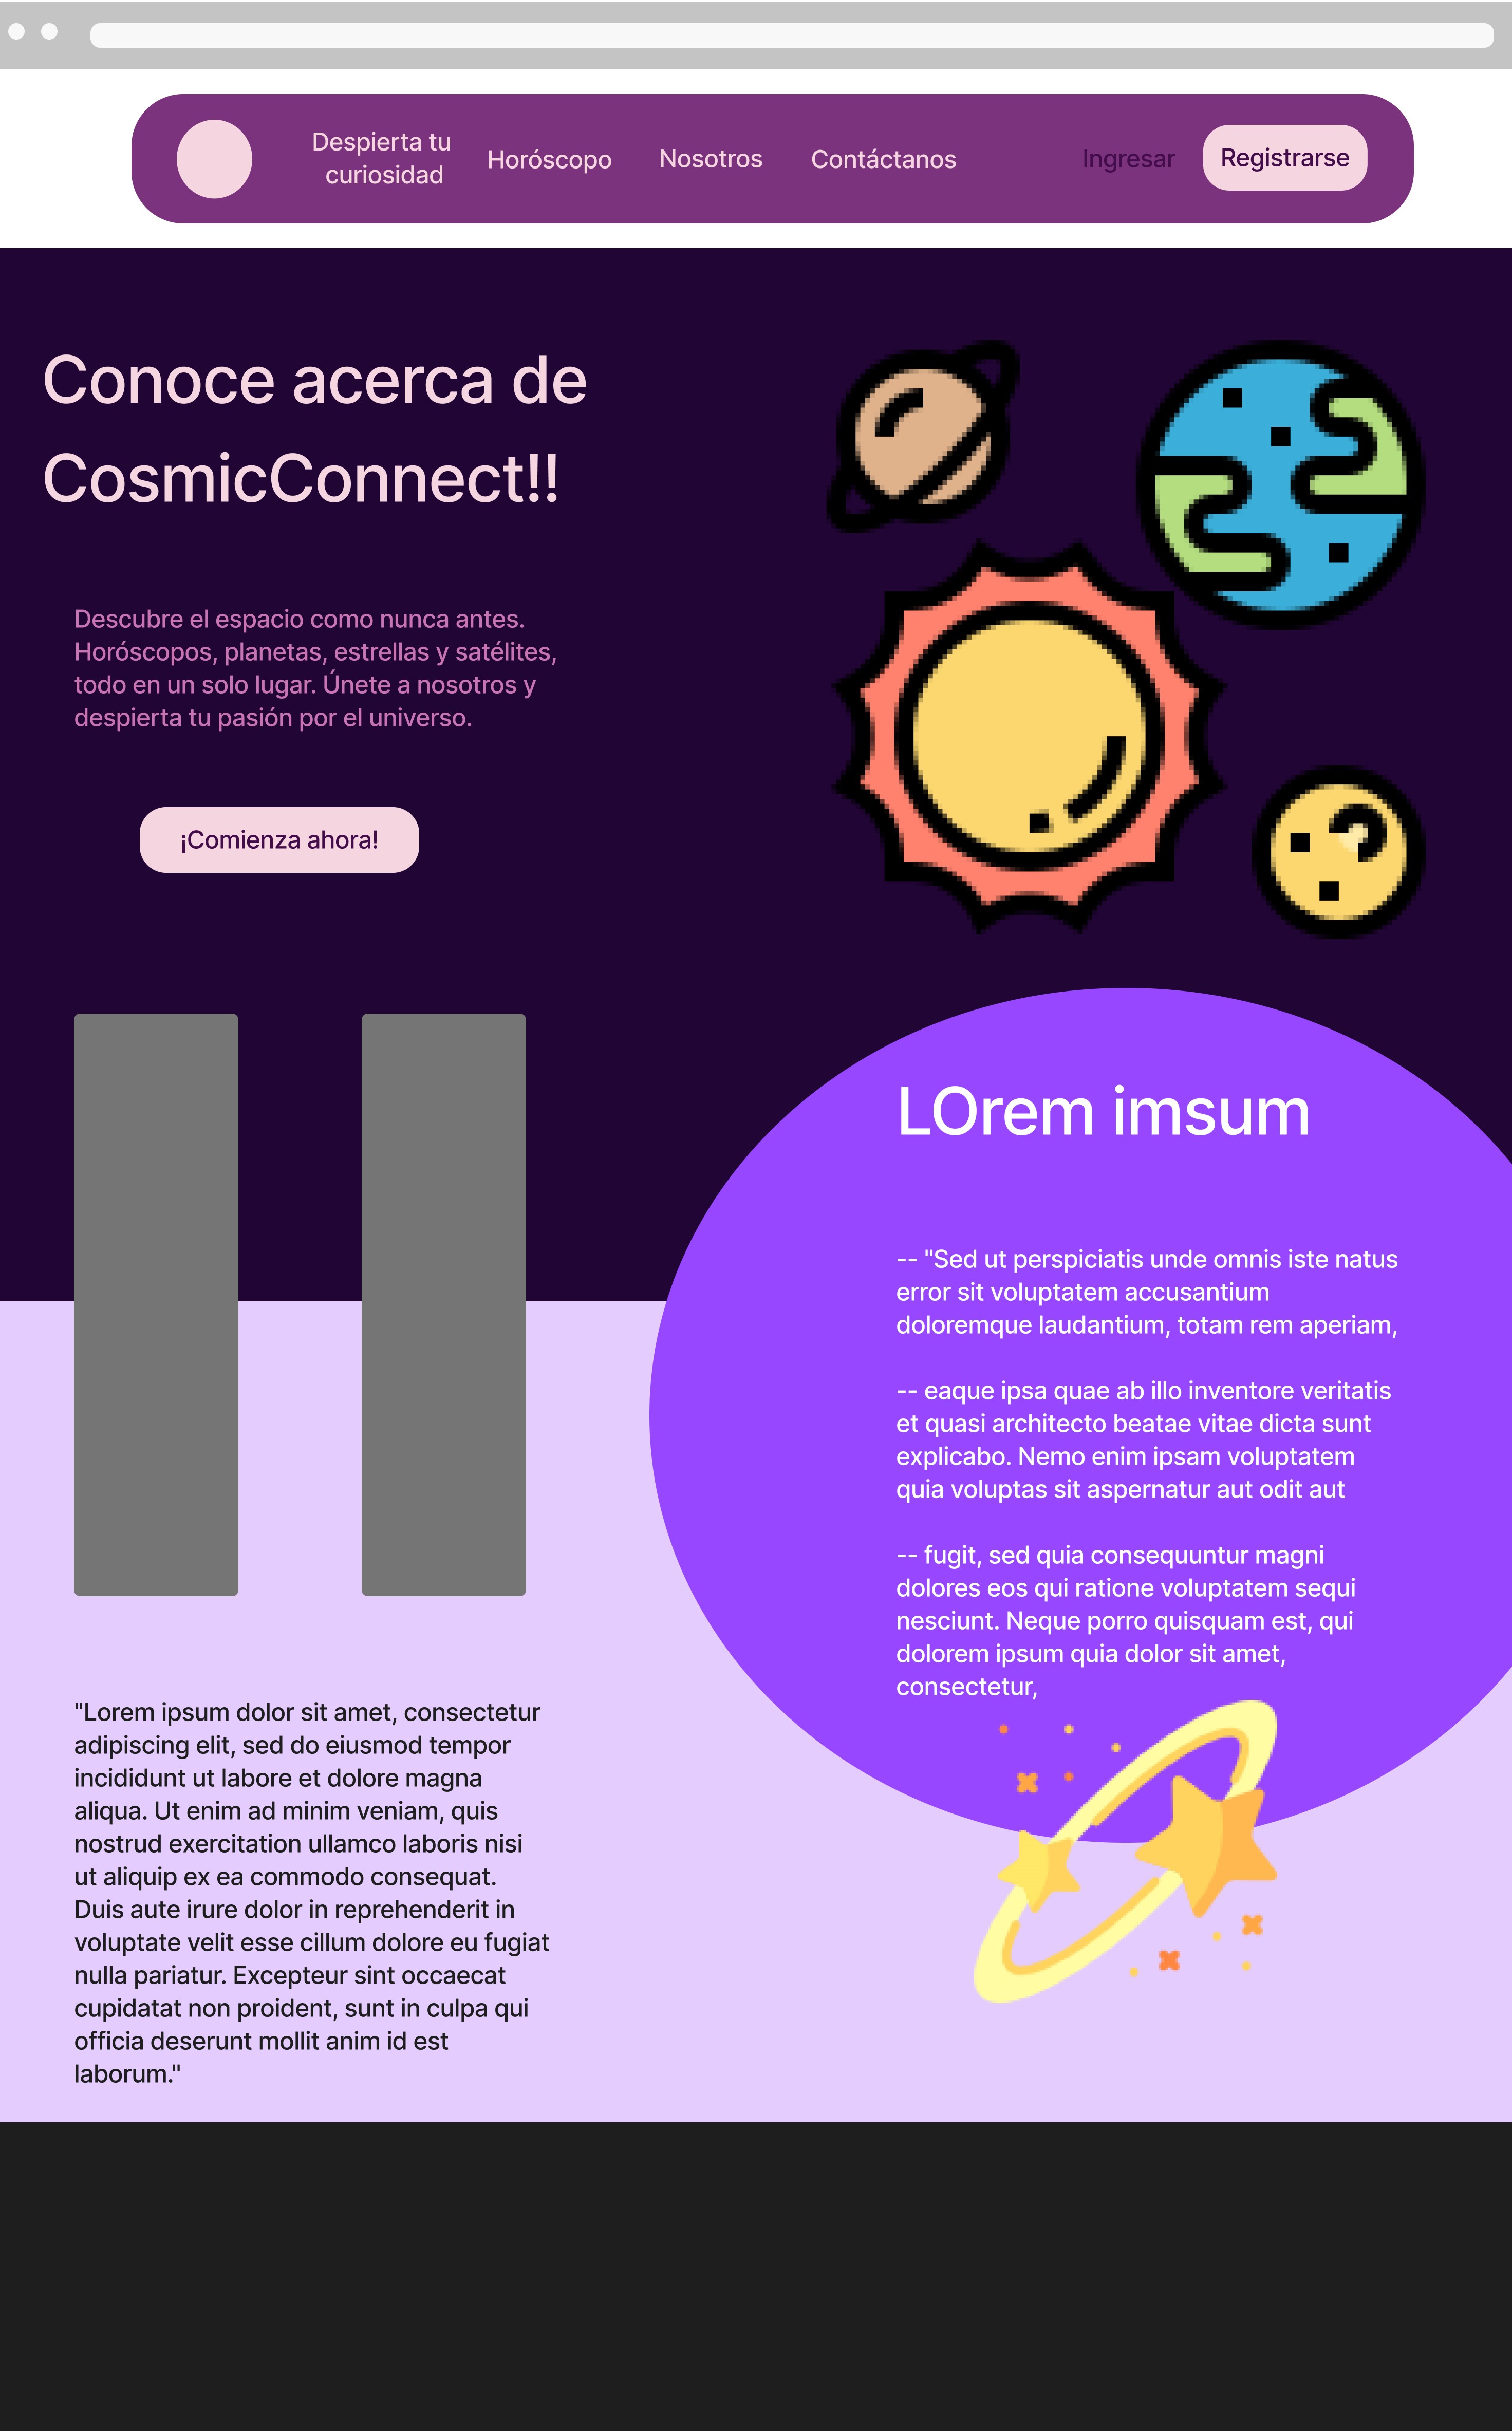 Despierta tu
curiosidad
Horóscopo
Nosotros
Contáctanos
Ingresar
Registrarse
Conoce acerca de
CosmicConnect!!
Descubre el espacio como nunca antes.
Horóscopos, planetas, estrellas y satélites,
todo en un solo lugar. Únete a nosotros y
despierta tu pasión por el universo.
¡Comienza ahora!
LOrem imsum
-- "Sed ut perspiciatis unde omnis iste natus
error sit voluptatem accusantium
doloremque laudantium, totam rem aperiam,
-- eaque ipsa quae ab illo inventore veritatis
et quasi architecto beatae vitae dicta sunt
explicabo. Nemo enim ipsam voluptatem
quia voluptas sit aspernatur aut odit aut
-- fugit, sed quia consequuntur magni
dolores eos qui ratione voluptatem sequi
nesciunt. Neque porro quisquam est, qui
dolorem ipsum quia dolor sit amet,
consectetur,
"Lorem ipsum dolor sit amet, consectetur
adipiscing elit, sed do eiusmod tempor
incididunt ut labore et dolore magna
aliqua. Ut enim ad minim veniam, quis
nostrud exercitation ullamco laboris nisi
ut aliquip ex ea commodo consequat.
Duis aute irure dolor in reprehenderit in
voluptate velit esse cillum dolore eu fugiat
nulla pariatur. Excepteur sint occaecat
cupidatat non proident, sunt in culpa qui
officia deserunt mollit anim id est
laborum."